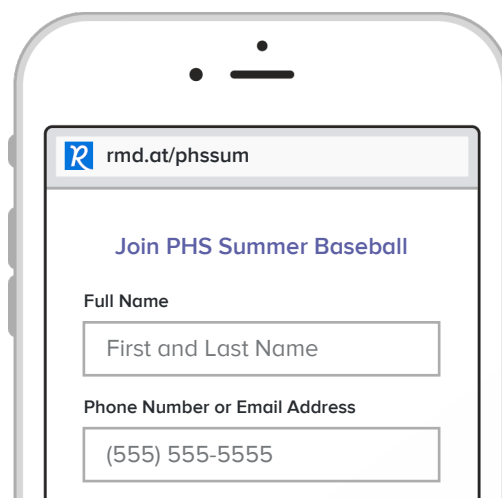 R rmd.at/phssum
Join PHS Summer Baseball
Full Name
First and Last Name
Phone Number or Email Address
(555) 555-5555